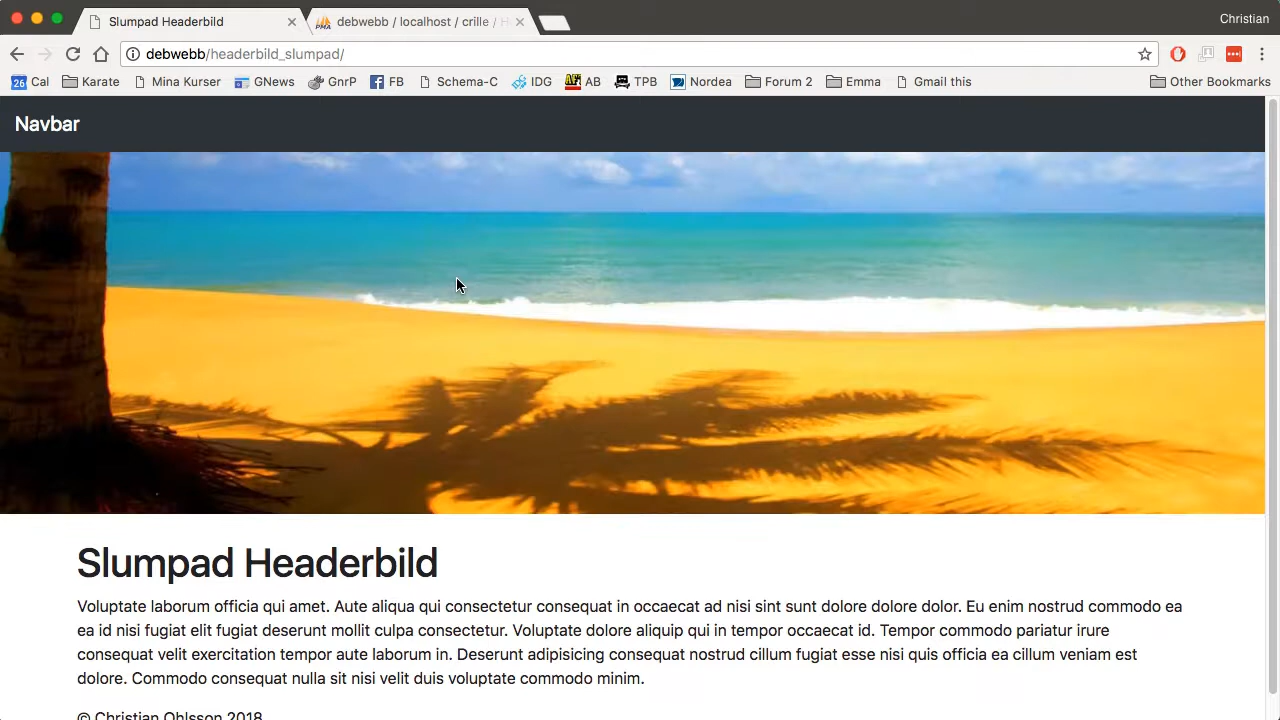 Slumpad Headerbild
debwebb / localhost / crille /
Christian
debwebb/headerbild_slumpad/
26 Cal Karate Mina Kurser GNews GnrP FB Schema-C IDG AB TPB Nordea Forum 2 Emma Gmail this Other Bookmarks
Navbar
Slumpad Headerbild
Voluptate laborum officia qui amet. Aute aliqua qui consectetur consequat in occaecat ad nisi sint sunt dolore dolore dolor. Eu enim nostrud commodo ea
ea id nisi fugiat elit fugiat deserunt mollit culpa consectetur. Voluptate dolore aliquip qui in tempor occaecat id. Tempor commodo pariatur irure
consequat velit exercitation tempor aute laborum in. Deserunt adipisicing consequat nostrud cillum fugiat esse nisi quis officia ea cillum veniam est
dolore. Commodo consequat nulla sit nisi velit duis voluptate commodo minim.
© Christian Ohlsson 2018